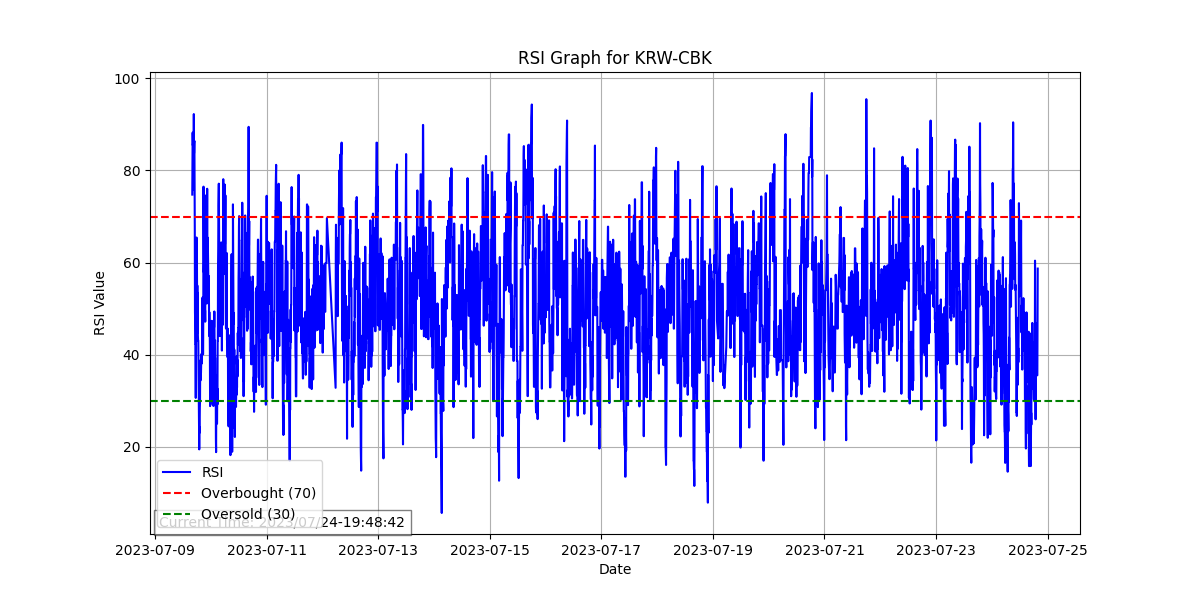 RSI Graph for KRW-CBK
RSI Value
100
80
60
40
20
RSI
Overbought (70)
Oversold (30)
Current Time: 2023/07/24-19:48:42
2023-07-09 2023-07-11 2023-07-13 2023-07-15 2023-07-17 2023-07-19 2023-07-21 2023-07-23 2023-07-25
Date